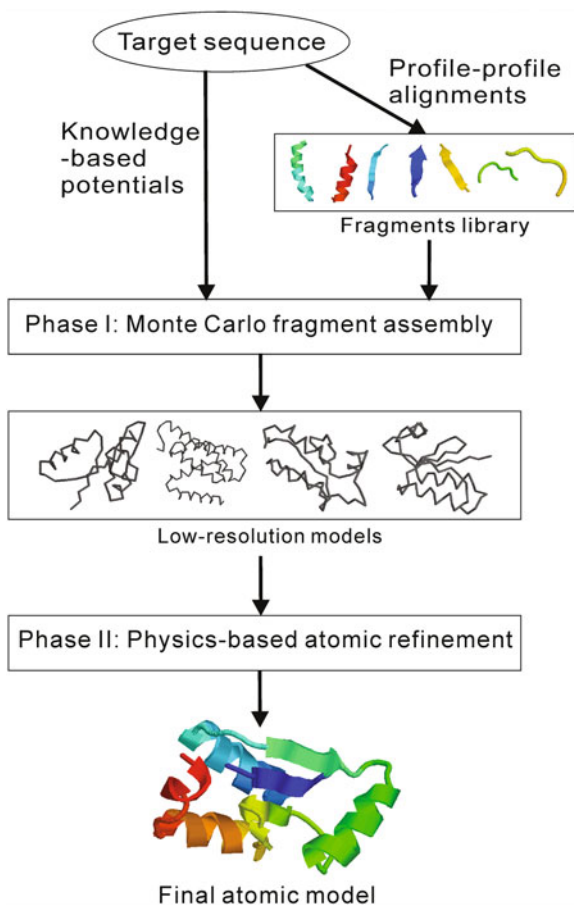 Target sequence
Profile-profile
alignments
Knowledge
-based
potentials
Fragments library
Phase I: Monte Carlo fragment assembly
Low-resolution models
Phase II: Physics-based atomic refinement
Final atomic model